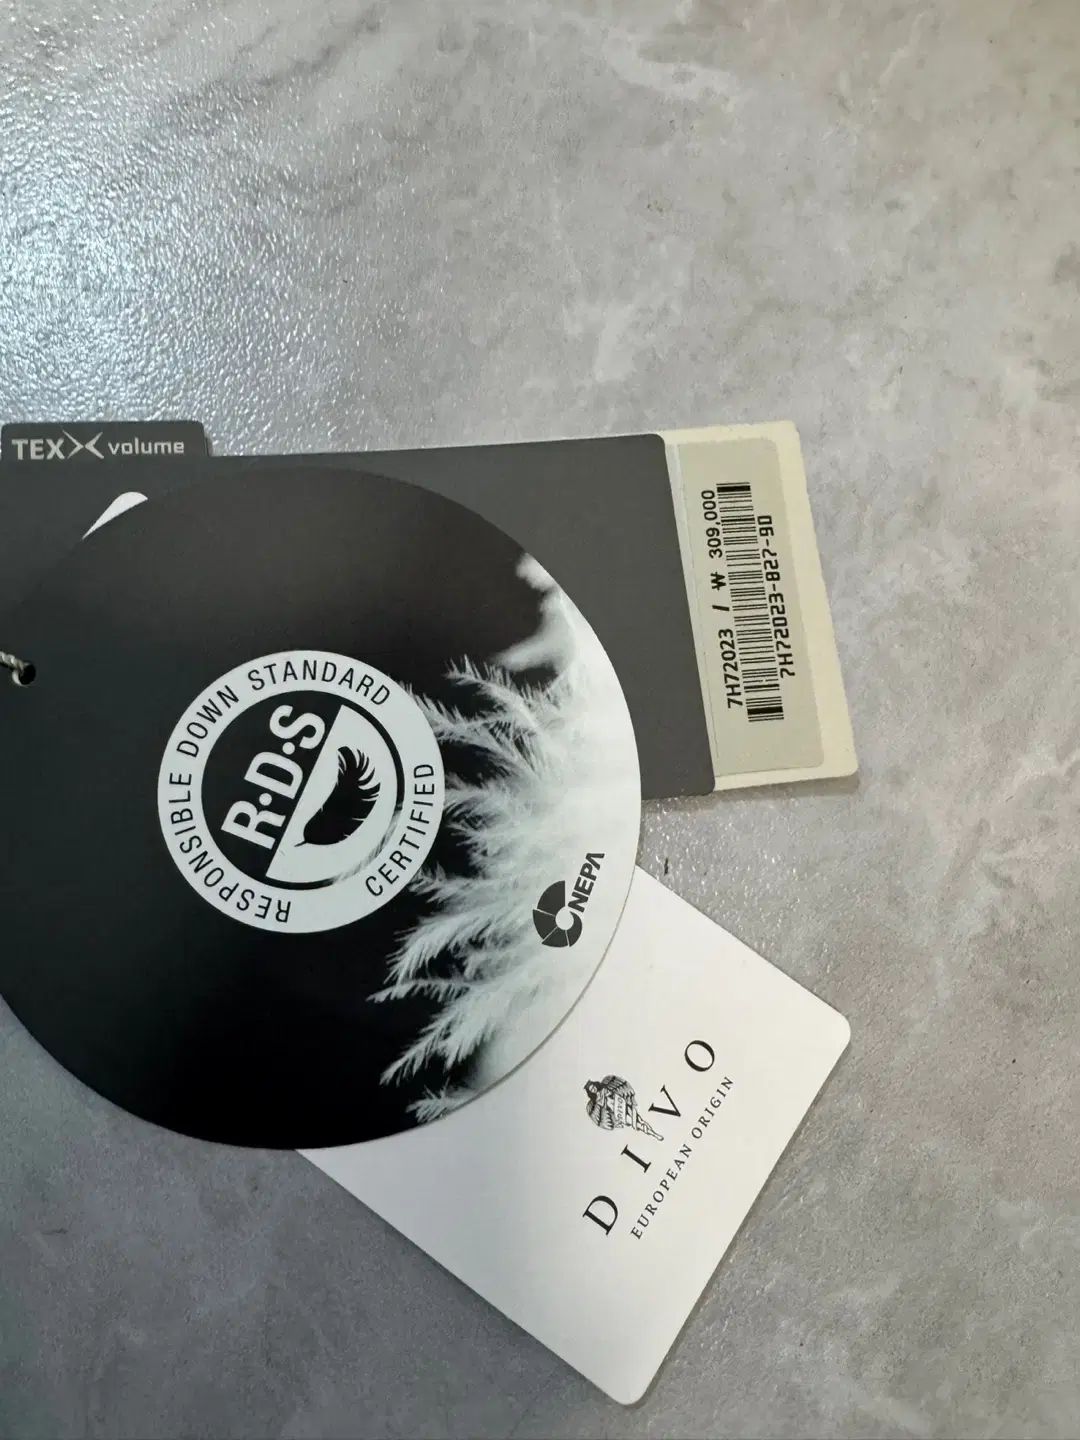 TEX volume
7H72023 / ₩ 309,000
7H72023-827-90
RESPONSIBLE DOWN STANDARD
R·D·S
CERTIFIED
NEPA
DIVO
EUROPEAN ORIGIN